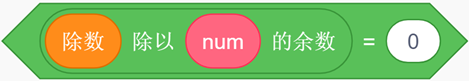 除数 除以 num 的余数 = 0